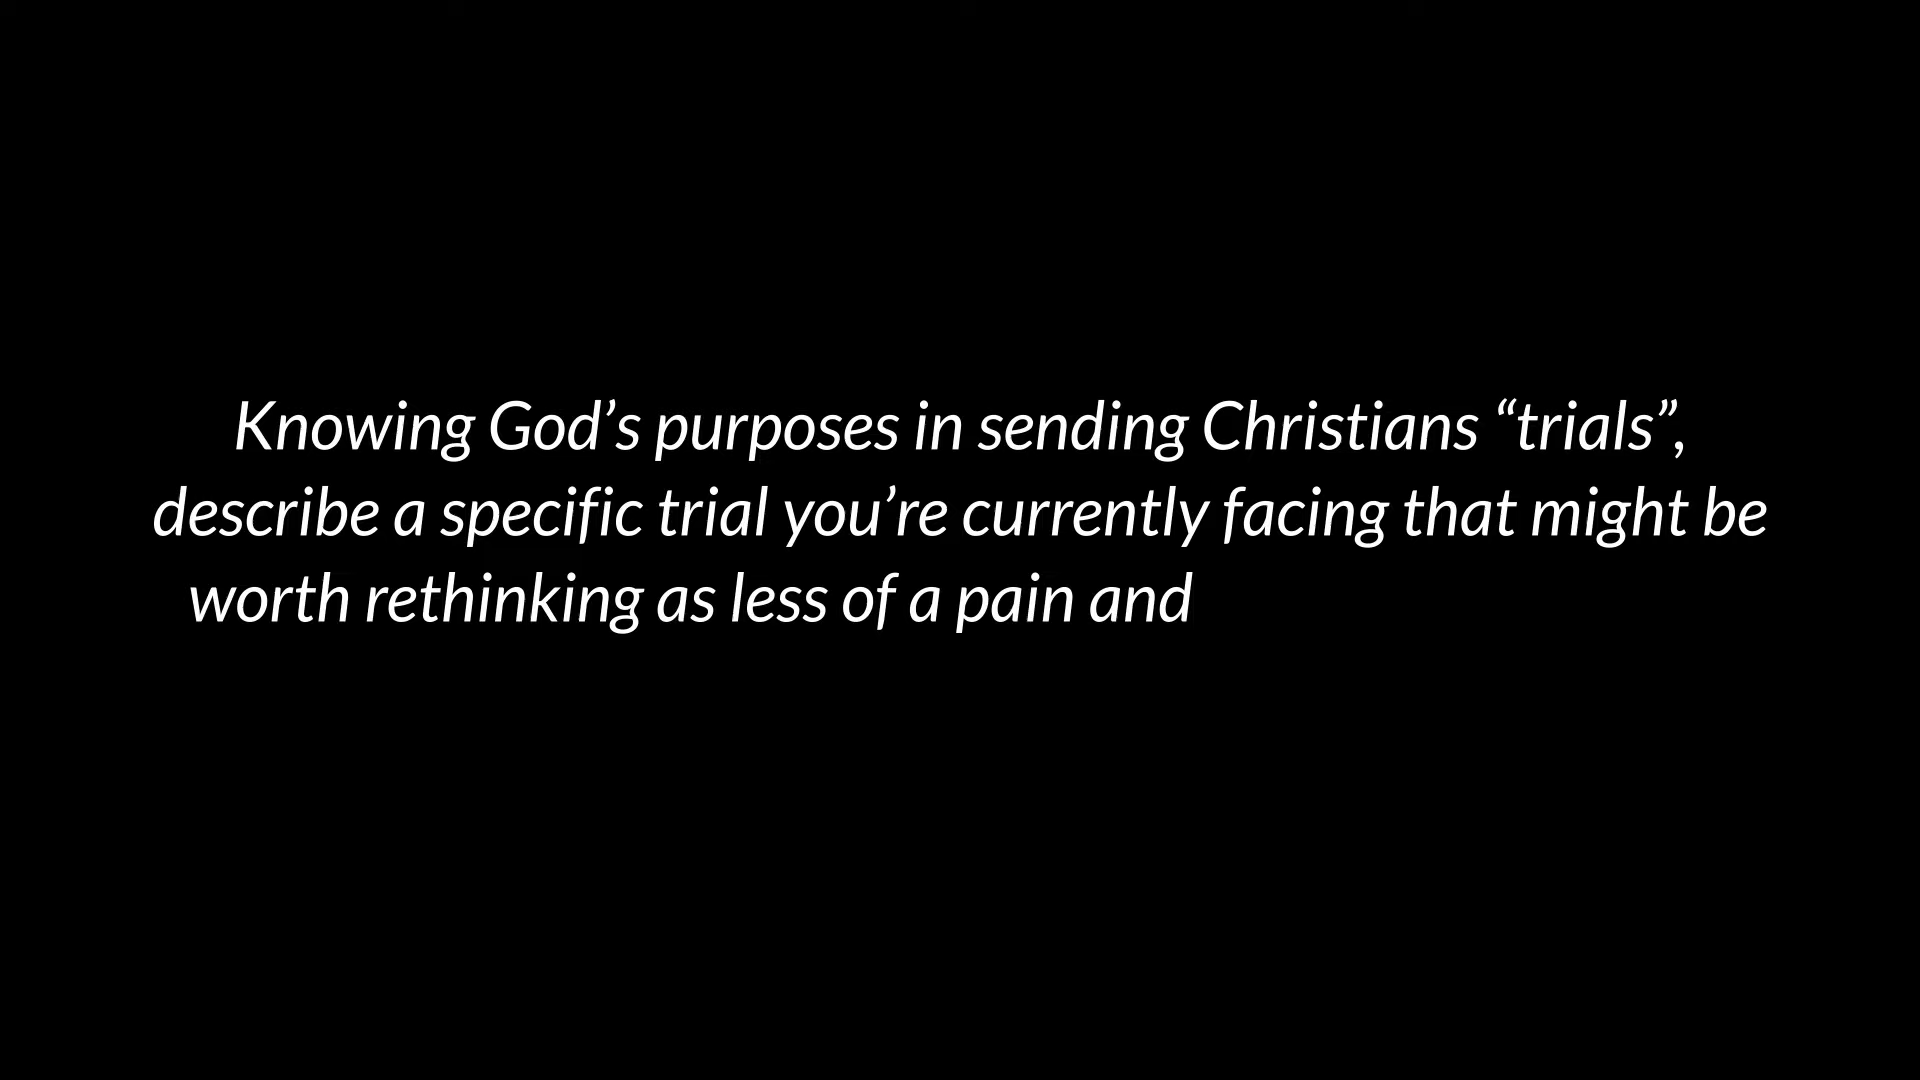 Knowing God’s purposes in sending Christians “trials”,
describe a specific trial you’re currently facing that might be
worth rethinking as less of a pain and